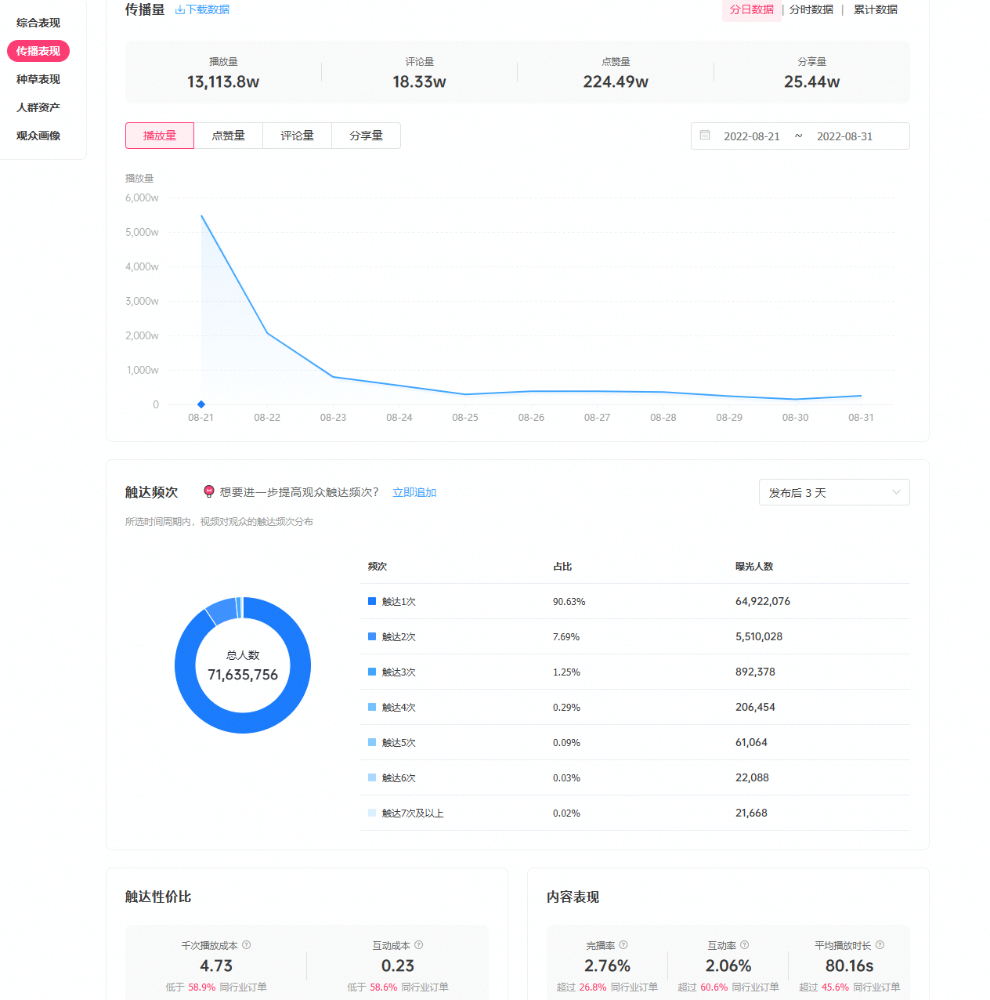 综合表现
传播表现
种草表现
人群资产
观众画像
传播量 下载数据
分日数据 | 分时数据 | 累计数据
播放量 评论量 点赞量 分享量
13,113.8w 18.33w 224.49w 25.44w
播放量 点赞量 评论量 分享量
2022-08-21 ~ 2022-08-31
播放量
6,000w
5,000w
4,000w
3,000w
2,000w
1,000w
0
08-21 08-22 08-23 08-24 08-25 08-26 08-27 08-28 08-29 08-30 08-31
触达频次 想要进一步提高观众触达频次? 立即追加
发布后 3 天
所选时间周期内，视频对观众的触达频次分布
总人数
71,635,756
频次 占比 曝光人数
触达1次 90.63% 64,922,076
触达2次 7.69% 5,510,028
触达3次 1.25% 892,378
触达4次 0.29% 206,454
触达5次 0.09% 61,064
触达6次 0.03% 22,088
触达7次及以上 0.02% 21,668
触达性价比
千次播放成本 ? 互动成本 ?
4.73 0.23
低于 58.9% 同行业订单 低于 58.6% 同行业订单
内容表现
完播率 ? 互动率 ? 平均播放时长 ?
2.76% 2.06% 80.16s
超过 26.8% 同行业订单 超过 60.6% 同行业订单 超过 45.6% 同行业订单